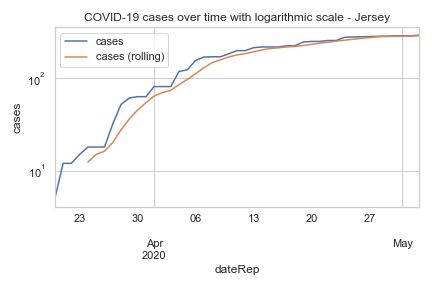 COVID-19 cases over time with logarithmic scale - Jersey
cases
cases (rolling)
10²
10¹
cases
23 30 06 13 20 27
Apr May
2020
dateRep